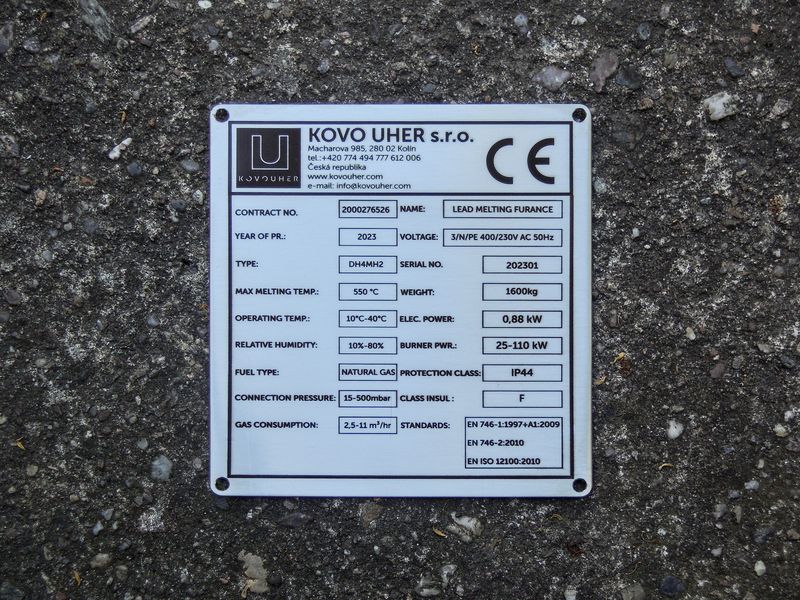 KOVO UHER s.r.o.
Macharova 985, 280 02 Kolín
tel.:+420 774 494 777 612 006
Česká republika
www.kovouher.com
e-mail: info@kovouher.com
U
KOVOUHER
CE
CONTRACT NO. 2000276526 NAME: LEAD MELTING FURANCE
YEAR OF PR.: 2023 VOLTAGE: 3/N/PE 400/230V AC 50Hz
TYPE: DH4MH2 SERIAL NO. 202301
MAX MELTING TEMP.: 550 °C WEIGHT: 1600kg
OPERATING TEMP.: 10°C-40°C ELEC. POWER: 0,88 kW
RELATIVE HUMIDITY: 10%-80% BURNER PWR.: 25-110 kW
FUEL TYPE: NATURAL GAS PROTECTION CLASS: IP44
CONNECTION PRESSURE: 15-500mbar CLASS INSUL : F
GAS CONSUMPTION: 2,5-11 m³/hr STANDARDS: EN 746-1:1997+A1:2009
EN 746-2:2010
EN ISO 12100:2010